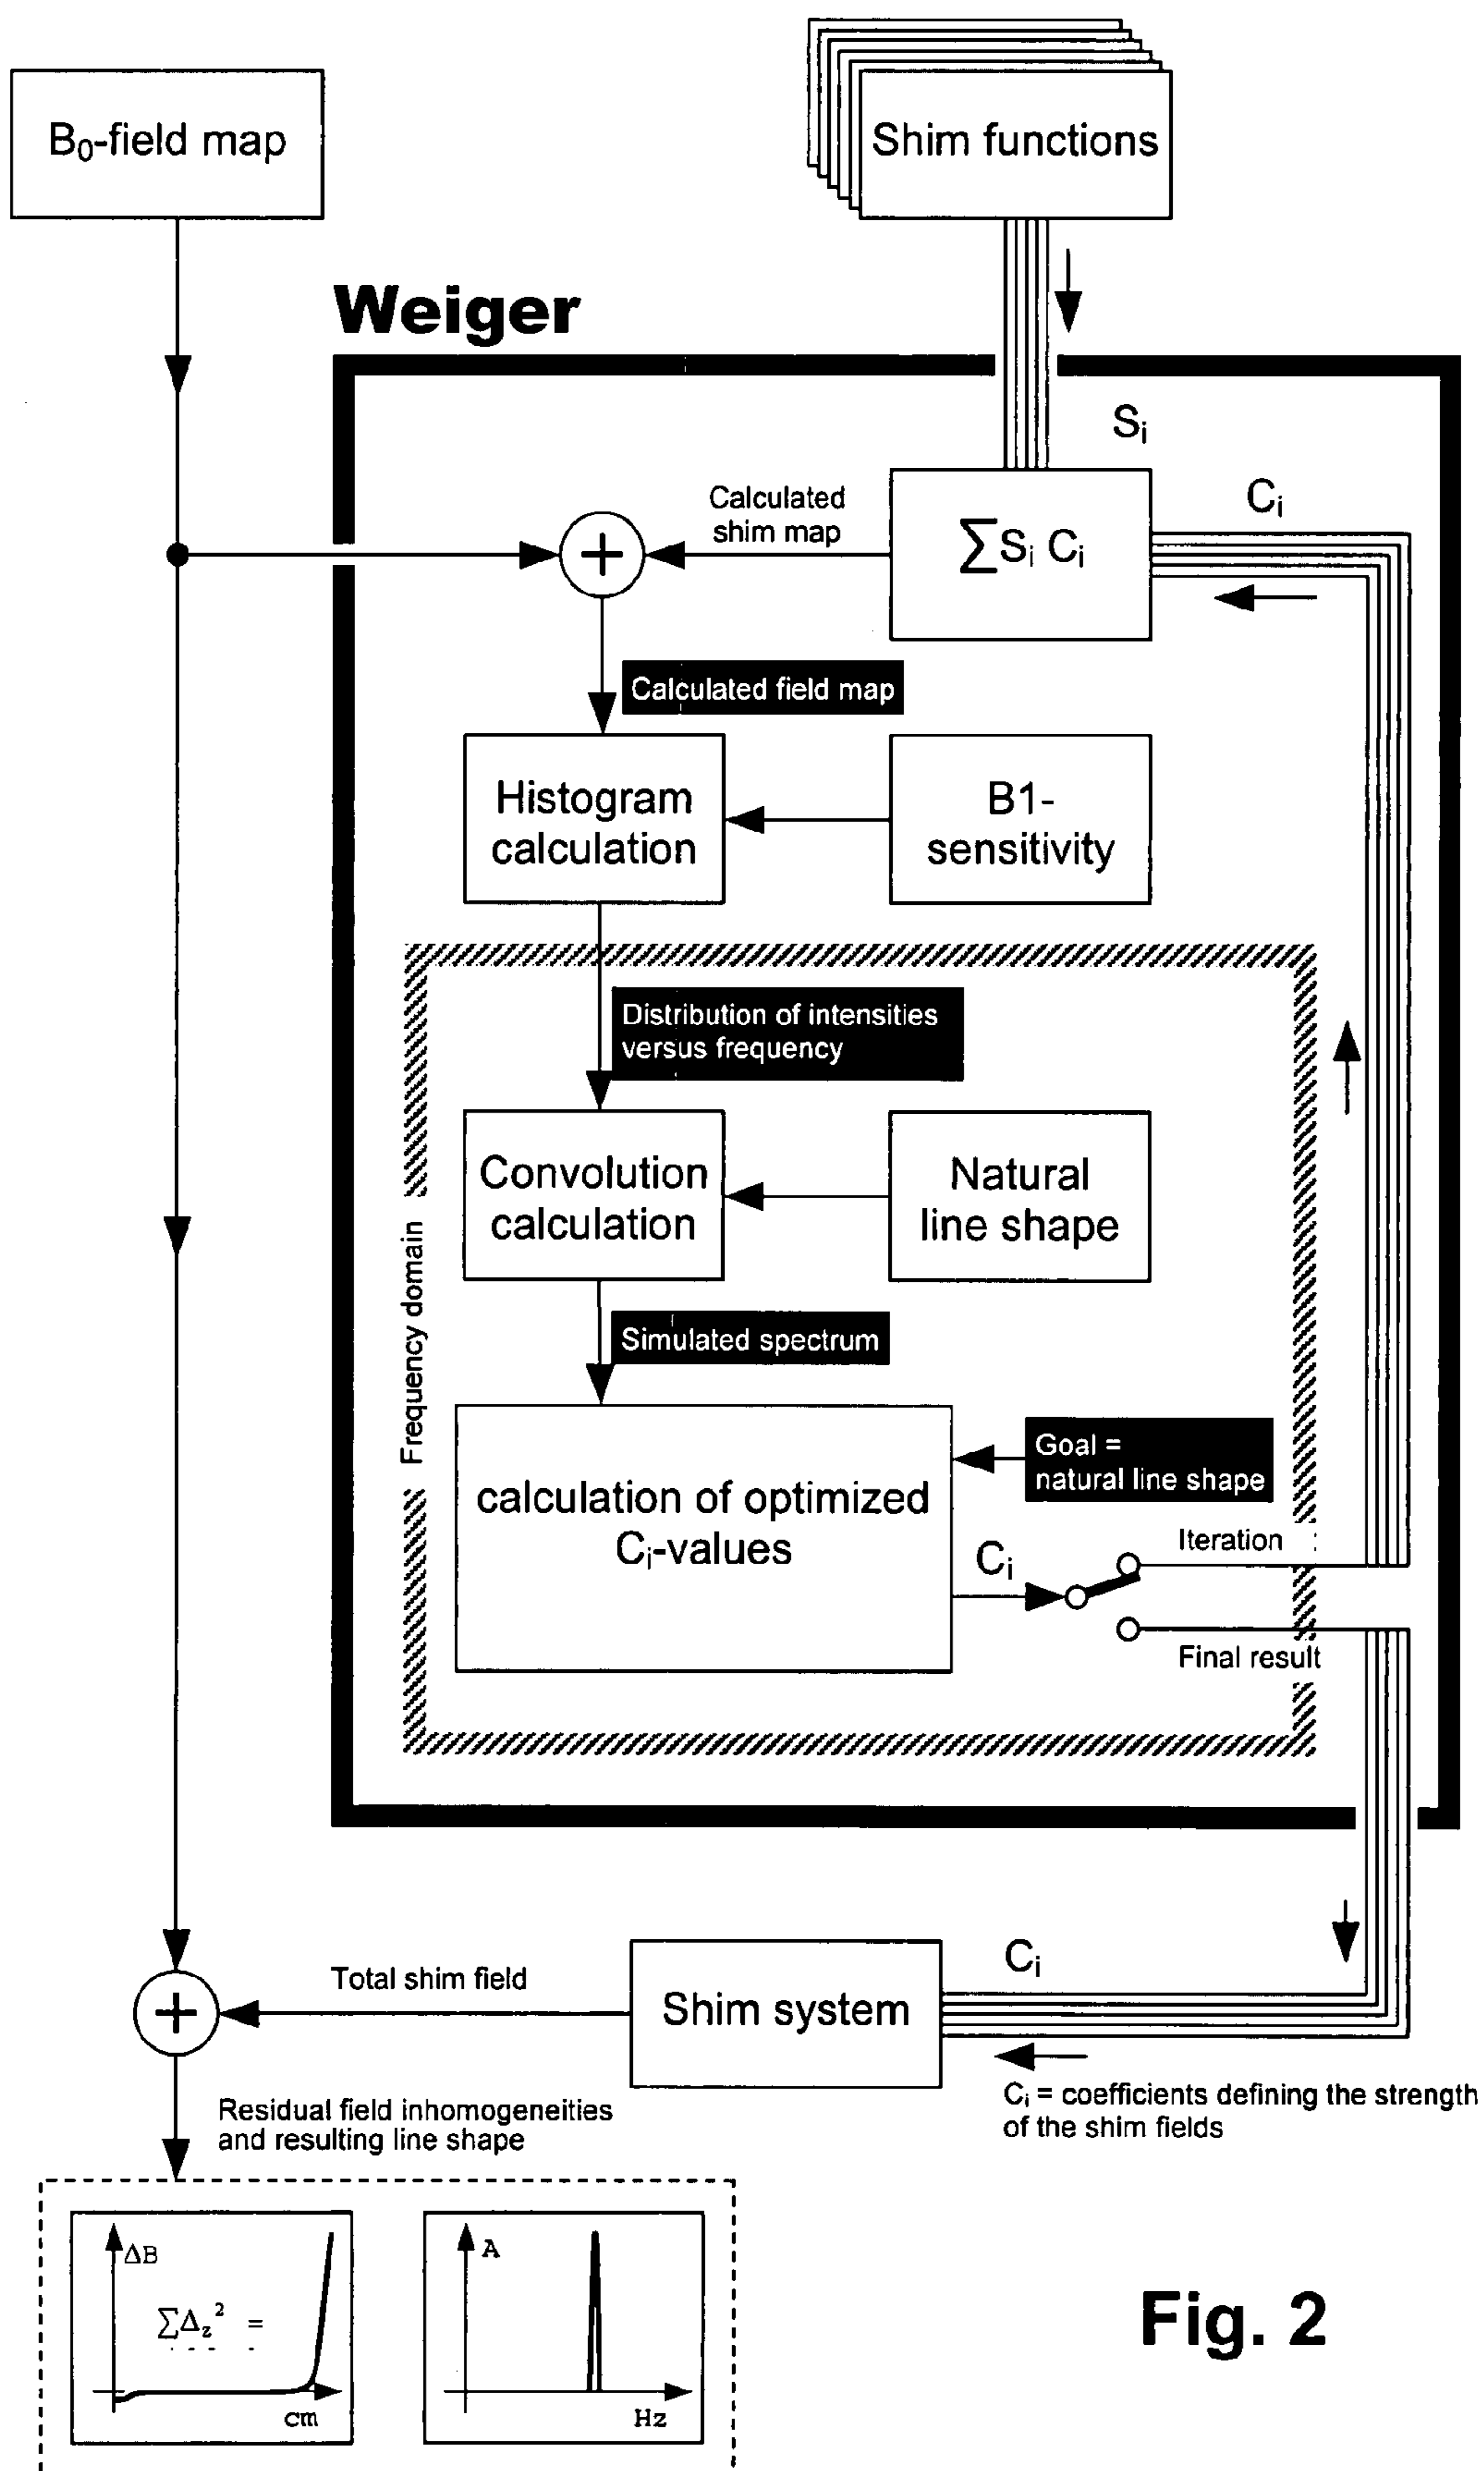 B₀-field map
Shim functions
Weiger
Sᵢ
Cᵢ
Calculated
shim map
∑Sᵢ Cᵢ
Calculated field map
Histogram
calculation
B1-
sensitivity
Distribution of intensities
versus frequency
Convolution
calculation
Natural
line shape
Frequency domain
Simulated spectrum
Goal =
natural line shape
calculation of optimized
Cᵢ-values
Iteration
Cᵢ
Final result
Total shim field
Shim system
Cᵢ
Cᵢ = coefficients defining the strength
of the shim fields
Residual field inhomogeneities
and resulting line shape
ΔB
∑Δz² =
cm
A
Hz
Fig. 2